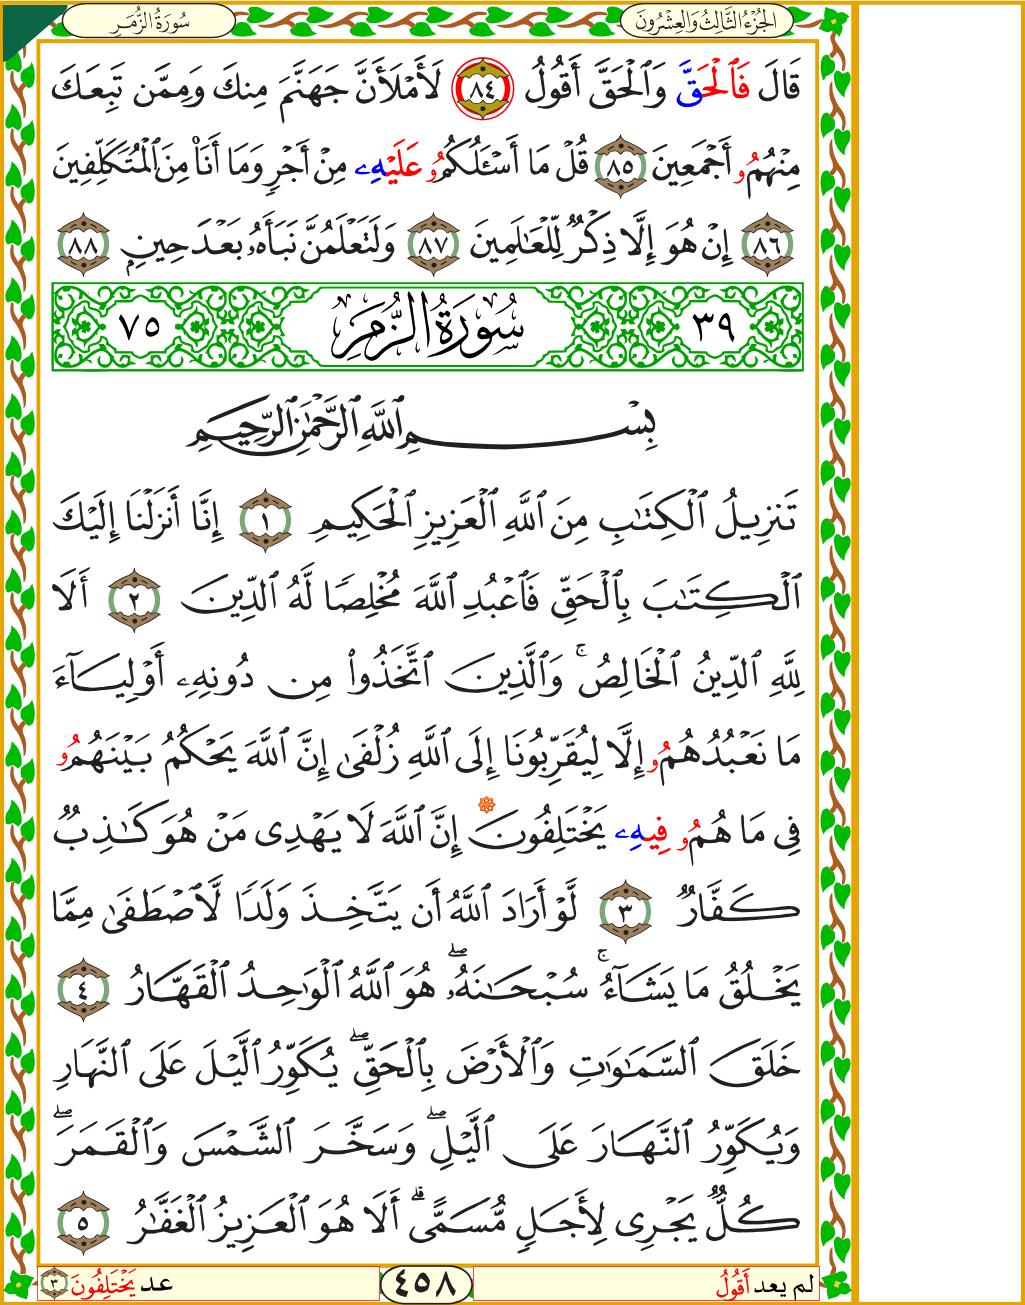 الجُزْءُ الثَّالِثُ وَالعِشْرُونَ
سُورَةُ الزُّمَرِ
قَالَ فَٱلْحَقَّ وَٱلْحَقَّ أَقُولُ ٨٤ لَأَمْلَأَنَّ جَهَنَّمَ مِنكَ وَمِمَّن تَبِعَكَ
مِنْهُمُۥ أَجْمَعِينَ ٨٥ قُلْ مَا أَسْـَٔلُكُمُۥ عَلَيْهِۦ مِنْ أَجْرٍ وَمَا أَنَا۠ مِنَ ٱلْمُتَكَلِّفِينَ
٨٦ إِنْ هُوَ إِلَّا ذِكْرٌ لِّلْعَٰلَمِينَ ٨٧ وَلَتَعْلَمُنَّ نَبَأَهُۥ بَعْدَ حِينٍ ٨٨
٣٩ سُورَةُ الزُّمَرِ ٧٥
بِسْمِ ٱللَّهِ ٱلرَّحْمَٰنِ ٱلرَّحِيمِ
تَنزِيلُ ٱلْكِتَٰبِ مِنَ ٱللَّهِ ٱلْعَزِيزِ ٱلْحَكِيمِ ١ إِنَّا أَنزَلْنَا إِلَيْكَ
ٱلْكِتَٰبَ بِٱلْحَقِّ فَٱعْبُدِ ٱللَّهَ مُخْلِصًا لَّهُ ٱلدِّينَ ٢ أَلَا
لِلَّهِ ٱلدِّينُ ٱلْخَالِصُ ۚ وَٱلَّذِينَ ٱتَّخَذُوا۟ مِن دُونِهِۦ أَوْلِيَآءَ
مَا نَعْبُدُهُمُۥ إِلَّا لِيُقَرِّبُونَا إِلَى ٱللَّهِ زُلْفَىٰ إِنَّ ٱللَّهَ يَحْكُمُ بَيْنَهُمُۥ
فِى مَا هُمُۥ فِيهِۦ يَخْتَلِفُونَ ۞ إِنَّ ٱللَّهَ لَا يَهْدِى مَنْ هُوَ كَٰذِبٌ
كَفَّارٌ ٣ لَّوْ أَرَادَ ٱللَّهُ أَن يَتَّخِذَ وَلَدًا لَّٱصْطَفَىٰ مِمَّا
يَخْلُقُ مَا يَشَآءُ ۚ سُبْحَٰنَهُۥ ۖ هُوَ ٱللَّهُ ٱلْوَٰحِدُ ٱلْقَهَّارُ ٤
خَلَقَ ٱلسَّمَٰوَٰتِ وَٱلْأَرْضَ بِٱلْحَقِّ ۖ يُكَوِّرُ ٱلَّيْلَ عَلَى ٱلنَّهَارِ
وَيُكَوِّرُ ٱلنَّهَارَ عَلَى ٱلَّيْلِ ۖ وَسَخَّرَ ٱلشَّمْسَ وَٱلْقَمَرَ ۖ
كُلٌّ يَجْرِى لِأَجَلٍ مُّسَمًّى ۗ أَلَا هُوَ ٱلْعَزِيزُ ٱلْغَفَّٰرُ ٥
لم يعد أَقُولُ
٤٥٨
عد يَخْتَلِفُونَ ٣